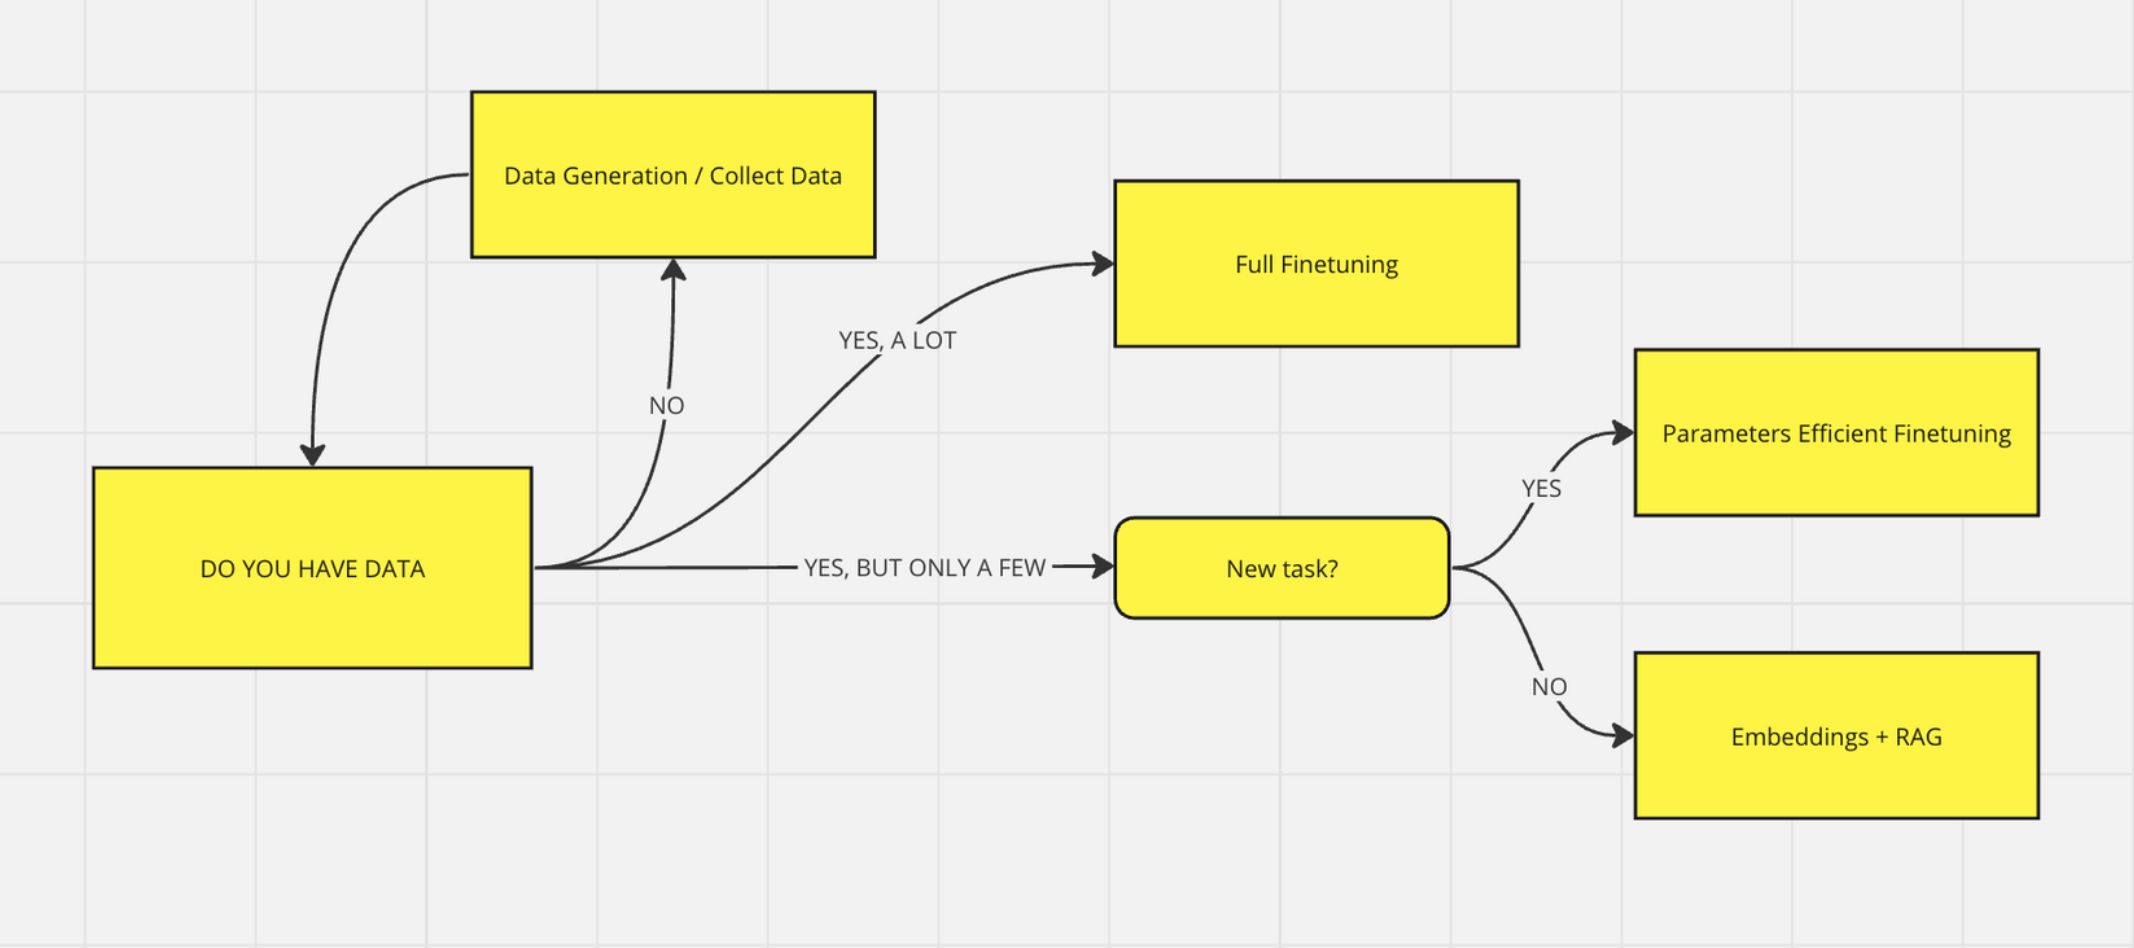 Data Generation / Collect Data
Full Finetuning
YES, A LOT
NO
Parameters Efficient Finetuning
YES
DO YOU HAVE DATA
YES, BUT ONLY A FEW
New task?
NO
Embeddings + RAG